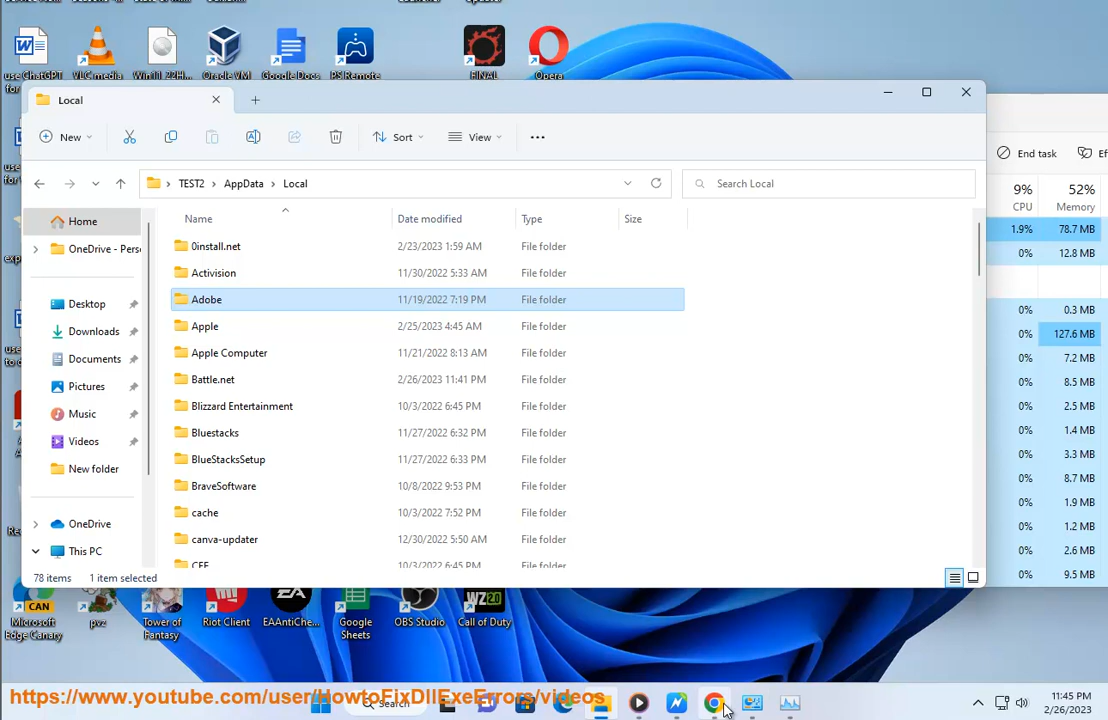 use ChatGPT
for
VLC media
Win11_22H...
Oracle VM
Google Docs
PS Remote
FINAL
Opera
Local
New
Sort
View
End task
TEST2 > AppData > Local
Search Local
9%
52%
CPU
Memory
Home
OneDrive - Perso
Desktop
Downloads
Documents
Pictures
Music
Videos
New folder
OneDrive
This PC
Name
Date modified
Type
Size
0install.net 2/23/2023 1:59 AM File folder
Activision 11/30/2022 5:33 AM File folder
Adobe 11/19/2022 7:19 PM File folder
Apple 2/25/2023 4:45 AM File folder
Apple Computer 11/21/2022 8:13 AM File folder
Battle.net 2/26/2023 11:41 PM File folder
Blizzard Entertainment 10/3/2022 6:45 PM File folder
Bluestacks 11/27/2022 6:32 PM File folder
BlueStacksSetup 11/27/2022 6:33 PM File folder
BraveSoftware 10/8/2022 9:53 PM File folder
cache 10/3/2022 7:52 PM File folder
canva-updater 12/30/2022 5:50 AM File folder
CEF 10/3/2022 6:45 PM File folder
1.9% 78.7 MB
0% 12.8 MB
0% 0.3 MB
0% 127.6 MB
0% 7.2 MB
0% 8.5 MB
0% 2.5 MB
0% 1.4 MB
0% 3.3 MB
0% 8.7 MB
0% 1.9 MB
0% 1.2 MB
0% 2.6 MB
0% 9.5 MB
78 items 1 item selected
CAN
Microsoft
Edge Canary
pvz
Tower of
Fantasy
Riot Client
EAAntiChe...
Google
Sheets
OBS Studio
WZ 2.0
Call of Duty
https://www.youtube.com/user/HowtoFixDllExeErrors/videos
Search
11:45 PM
2/26/2023